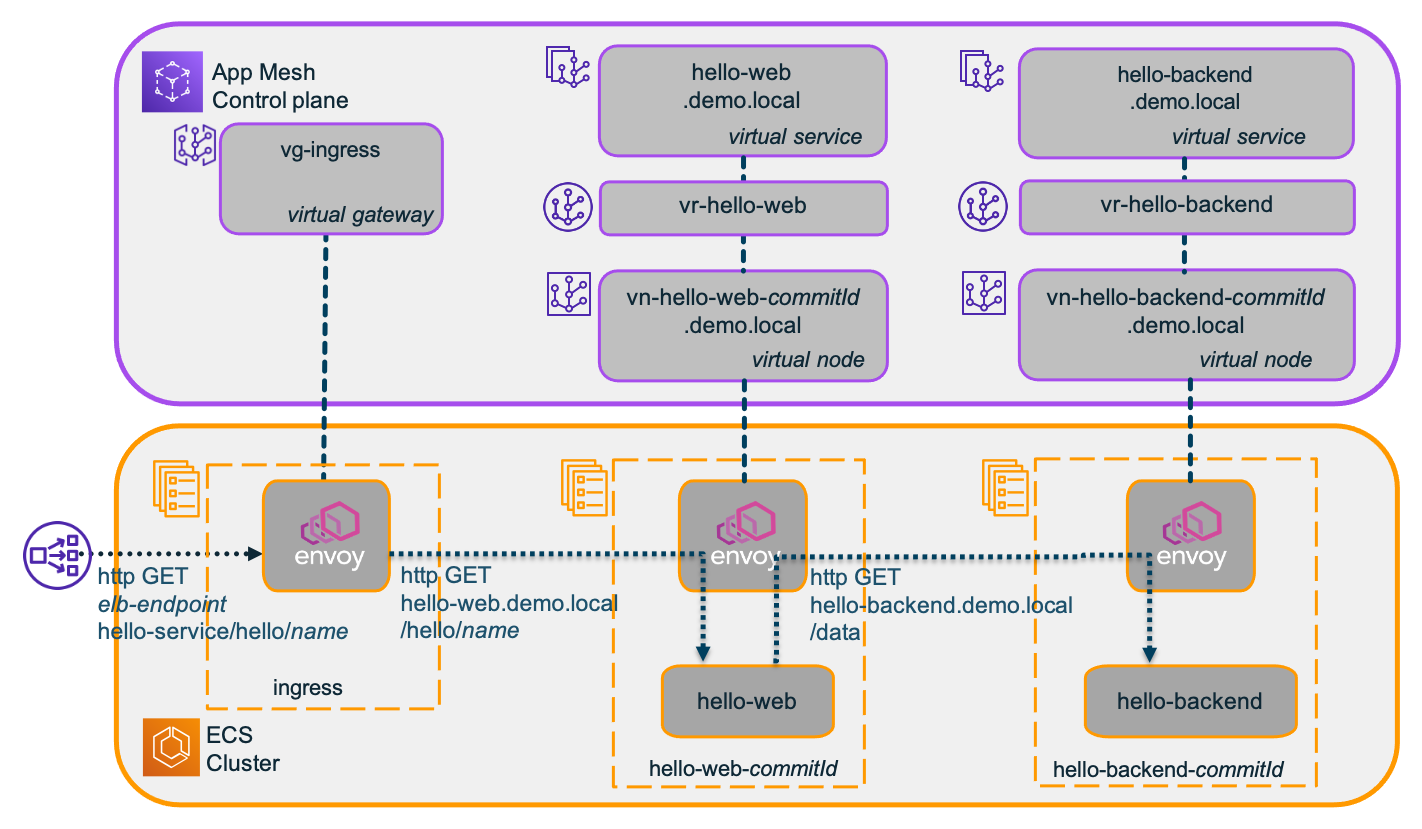 App Mesh
Control plane
vg-ingress
virtual gateway
hello-web
.demo.local
virtual service
vr-hello-web
vn-hello-web-commitId
.demo.local
virtual node
hello-backend
.demo.local
virtual service
vr-hello-backend
vn-hello-backend-commitId
.demo.local
virtual node
envoy
http GET
elb-endpoint
hello-service/hello/name
ingress
http GET
hello-web.demo.local
/hello/name
envoy
hello-web
hello-web-commitId
http GET
hello-backend.demo.local
/data
envoy
hello-backend
hello-backend-commitId
ECS
Cluster